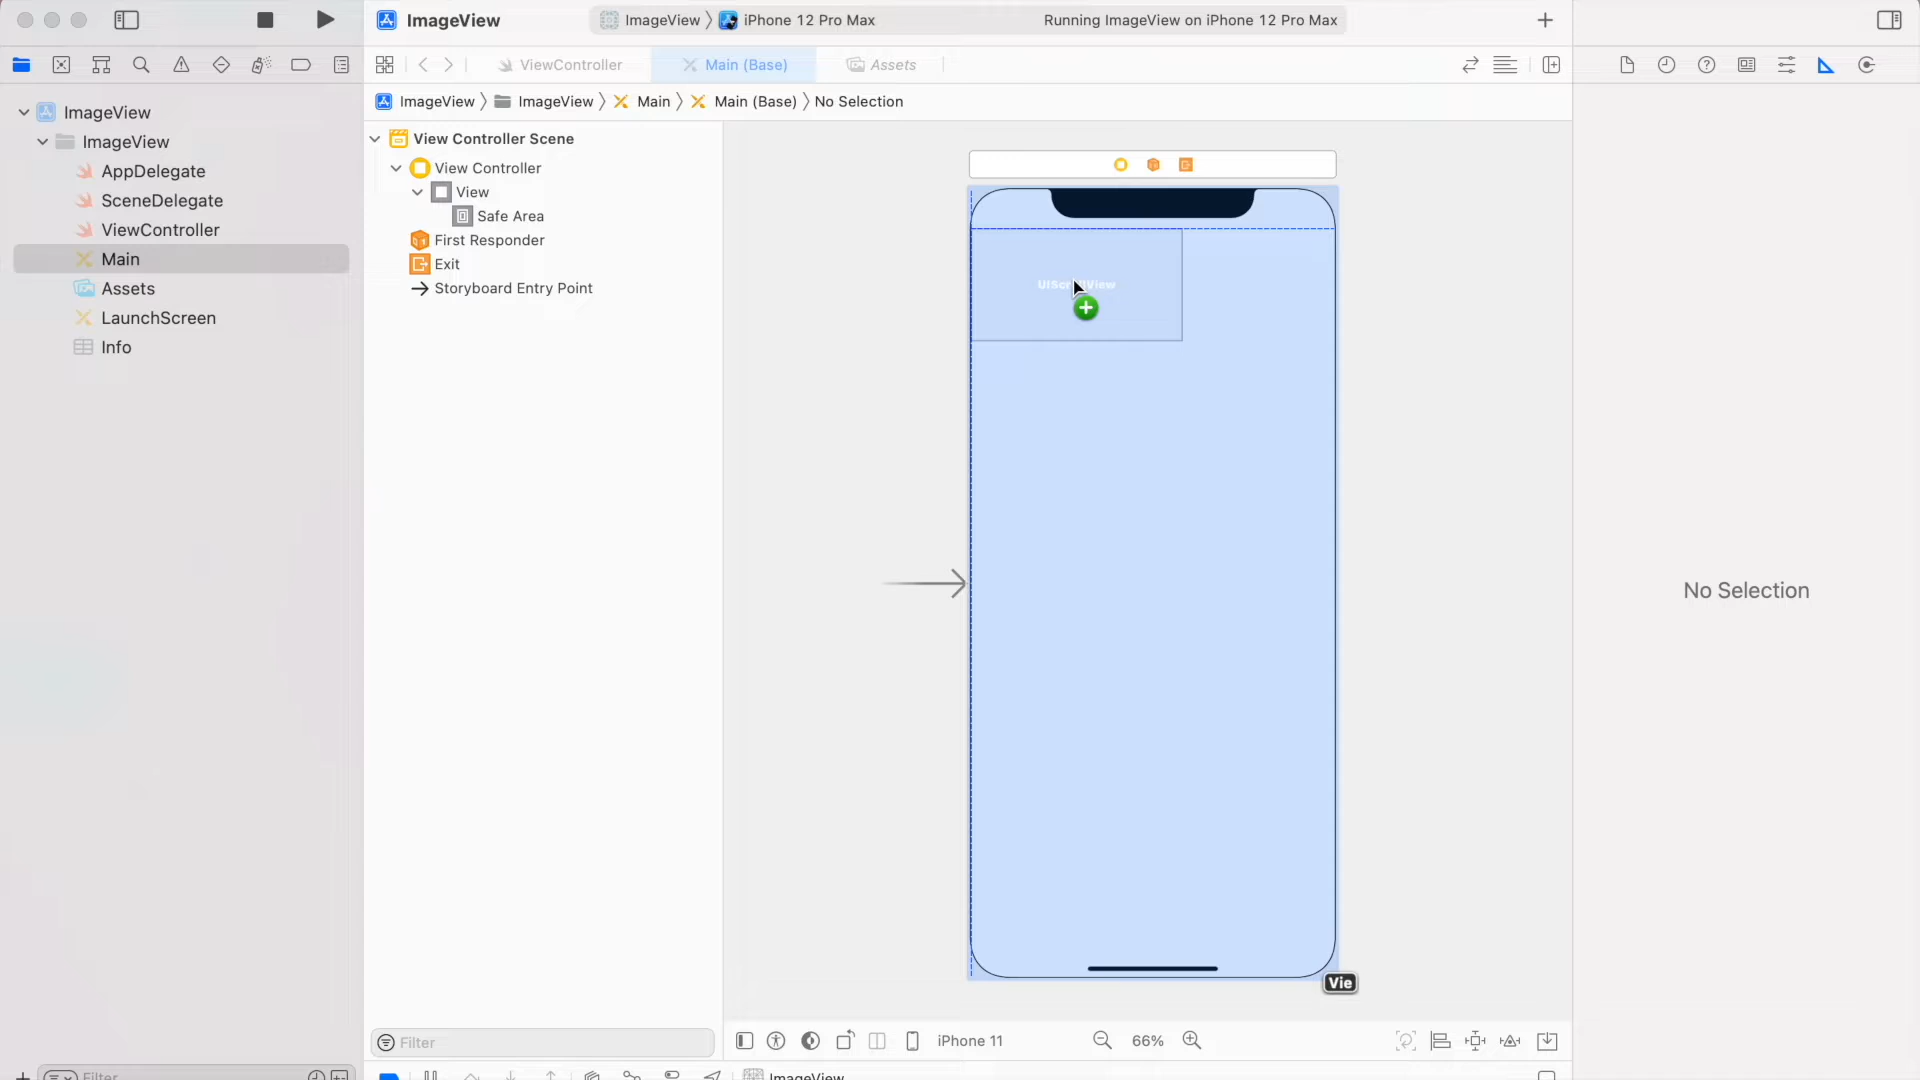 ImageView
ImageView
iPhone 12 Pro Max
Running ImageView on iPhone 12 Pro Max
ViewController
Main (Base)
Assets
ImageView
ImageView
Main
Main (Base)
No Selection
ImageView
ImageView
AppDelegate
SceneDelegate
ViewController
Main
Assets
LaunchScreen
Info
View Controller Scene
View Controller
View
Safe Area
First Responder
Exit
Storyboard Entry Point
UIScrollView
No Selection
Vie
Filter
iPhone 11
66%
Filter
ImageView